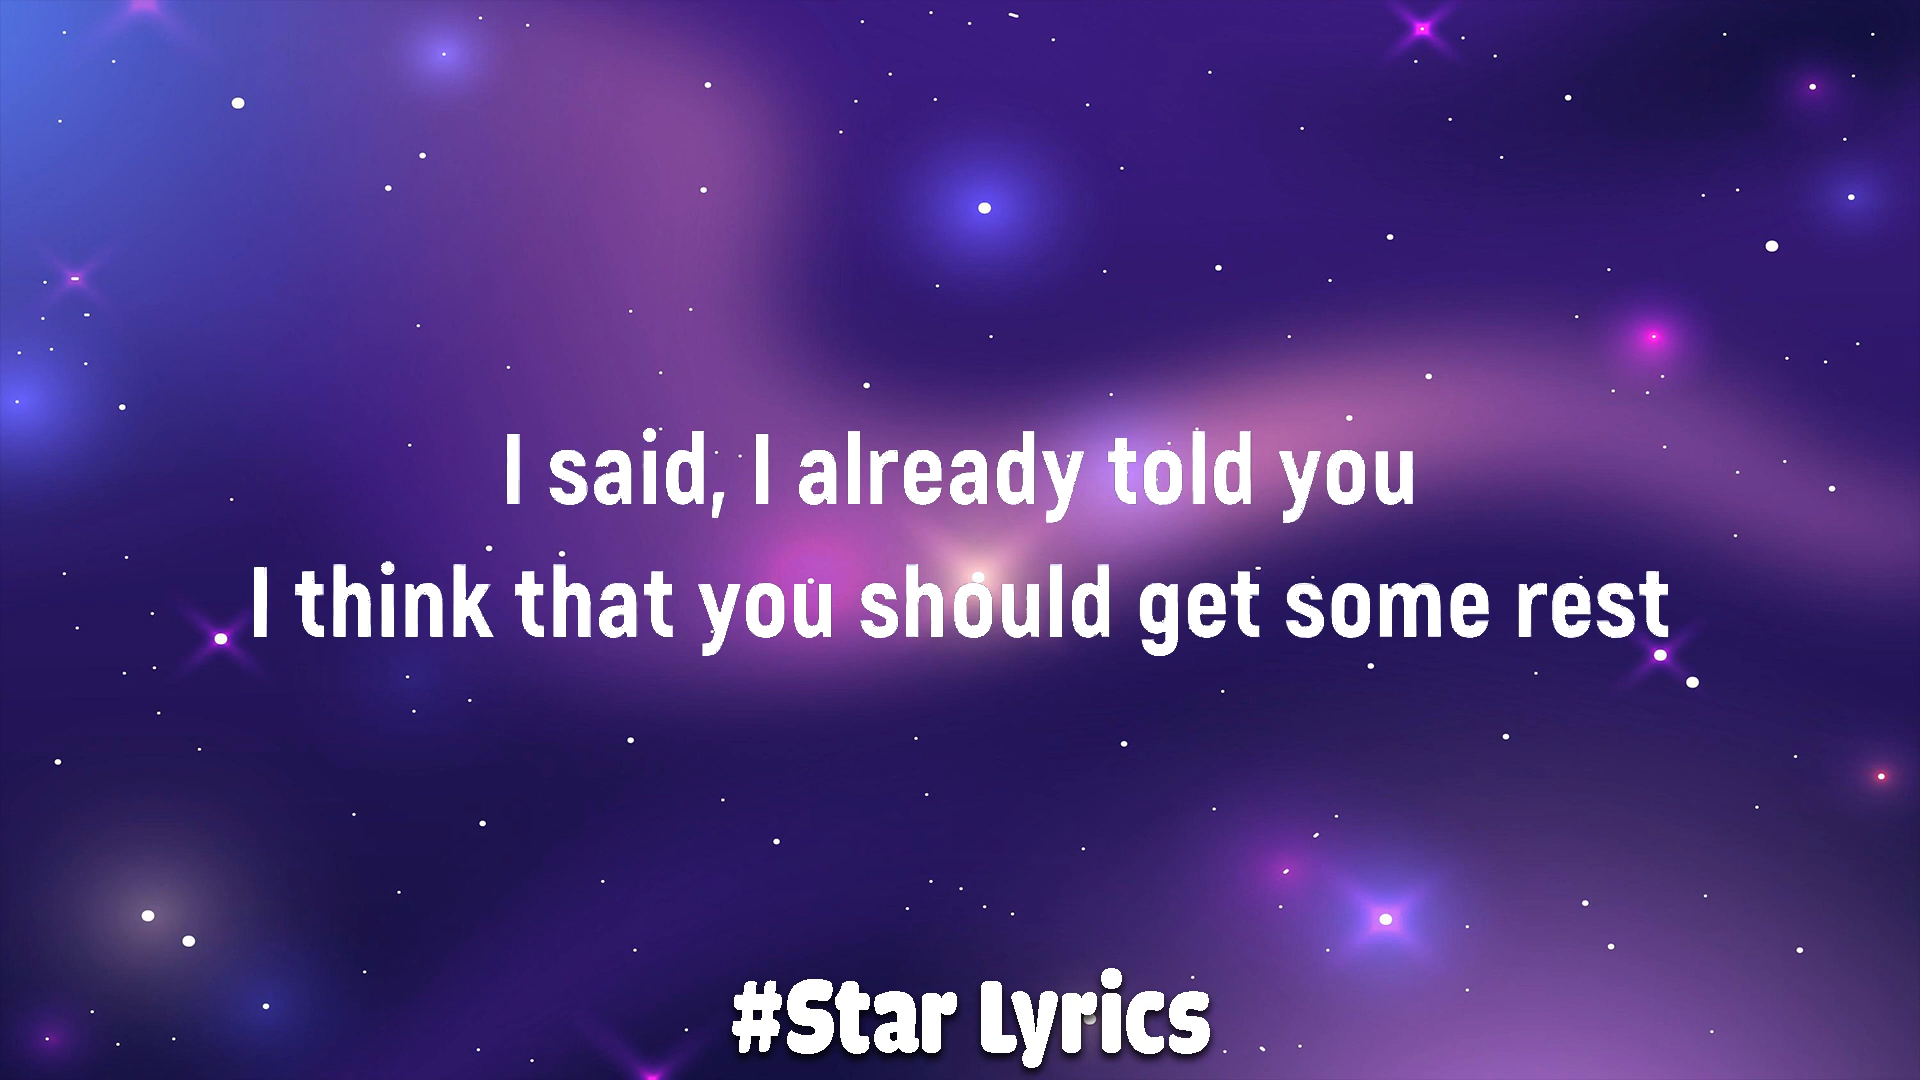 I said, I already told you
I think that you should get some rest
#Star Lyrics